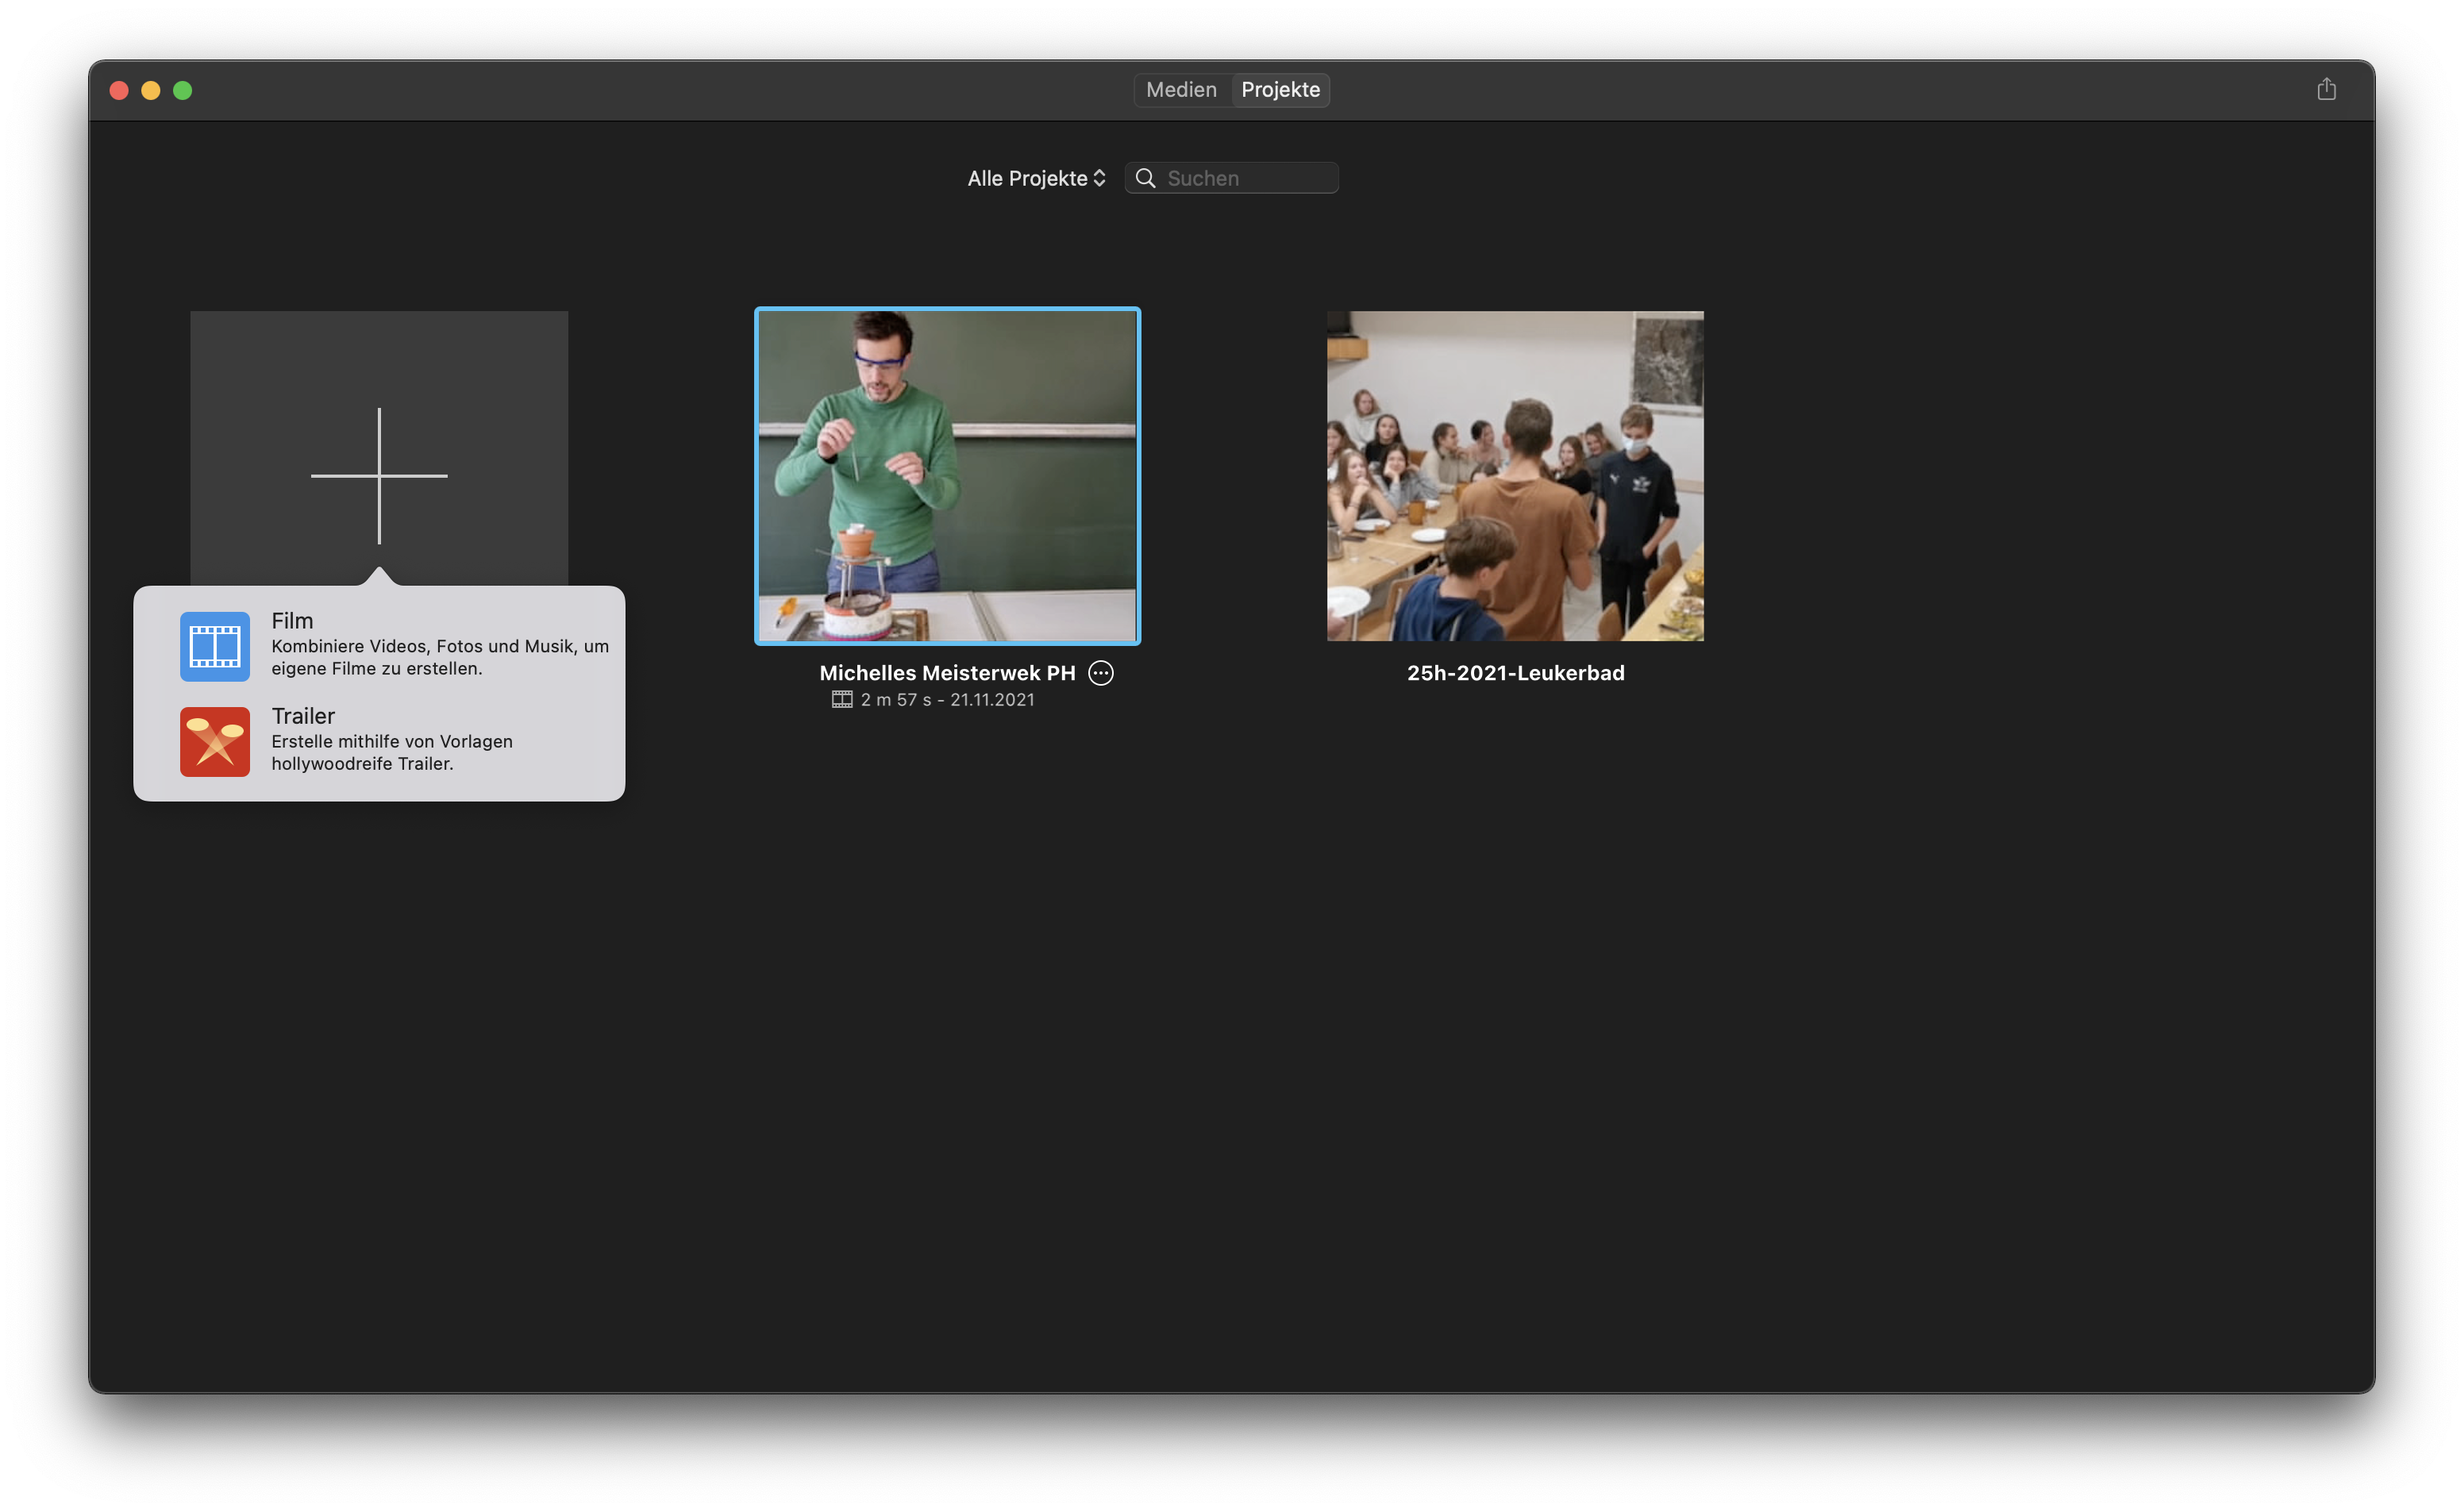 Medien Projekte
Alle Projekte Suchen
Film
Kombiniere Videos, Fotos und Musik, um
eigene Filme zu erstellen.
Trailer
Erstelle mithilfe von Vorlagen
hollywoodreife Trailer.
Michelles Meisterwek PH
2 m 57 s - 21.11.2021
25h-2021-Leukerbad